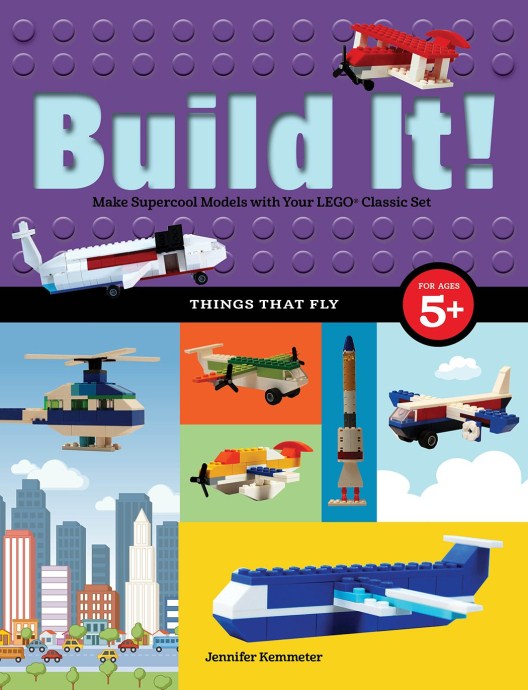 Build It!
Make Supercool Models with Your LEGO® Classic Set
THINGS THAT FLY
FOR AGES
5+
Jennifer Kemmeter